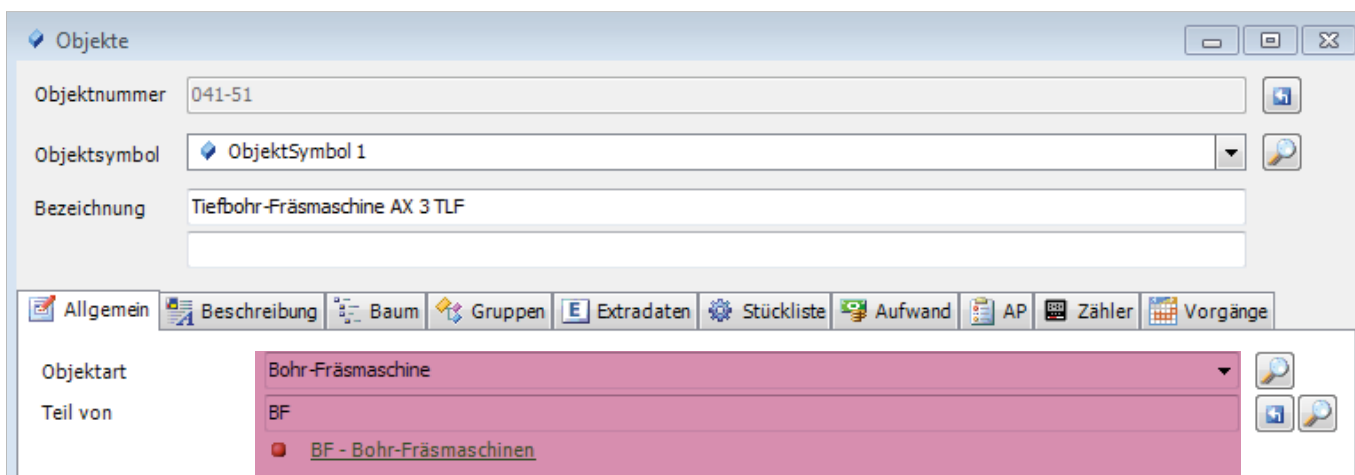 Objekte
Objektnummer 041-51
Objektsymbol ObjektSymbol 1
Bezeichnung Tiefbohr-Fräsmaschine AX 3 TLF
Allgemein Beschreibung Baum Gruppen E Extradaten Stückliste Aufwand AP Zähler Vorgänge
Objektart Bohr-Fräsmaschine
Teil von BF
BF - Bohr-Fräsmaschinen